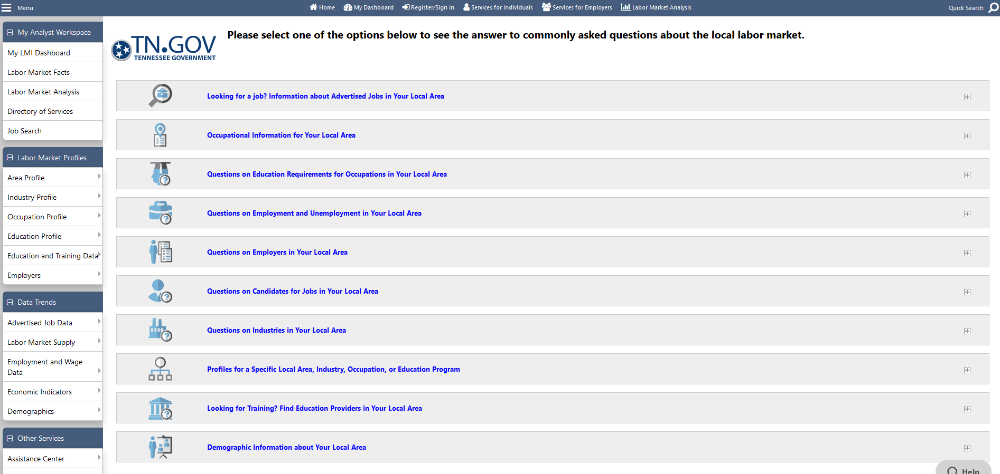 Menu
Home
My Dashboard
Register/Sign in
Services for Individuals
Services for Employers
Labor Market Analysis
Quick Search
My Analyst Workspace
My LMI Dashboard
Labor Market Facts
Labor Market Analysis
Directory of Services
Job Search
Labor Market Profiles
Area Profile
Industry Profile
Occupation Profile
Education Profile
Education and Training Data
Employers
Data Trends
Advertised Job Data
Labor Market Supply
Employment and Wage
Data
Economic Indicators
Demographics
Other Services
Assistance Center
TN.GOV
TENNESSEE GOVERNMENT
Please select one of the options below to see the answer to commonly asked questions about the local labor market.
Looking for a job? Information about Advertised Jobs in Your Local Area
Occupational Information for Your Local Area
Questions on Education Requirements for Occupations in Your Local Area
Questions on Employment and Unemployment in Your Local Area
Questions on Employers in Your Local Area
Questions on Candidates for Jobs in Your Local Area
Questions on Industries in Your Local Area
Profiles for a Specific Local Area, Industry, Occupation, or Education Program
Looking for Training? Find Education Providers in Your Local Area
Demographic Information about Your Local Area
Help